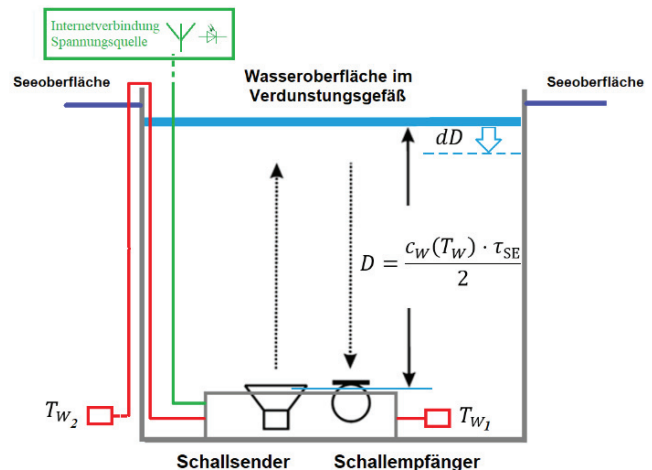 Internetverbindung
Spannungsquelle
Seeoberfläche
Wasseroberfläche im
Verdunstungsgefäß
Seeoberfläche
dD
D = c_W(T_W) · τ_SE / 2
T_W2
T_W1
Schallsender
Schallempfänger